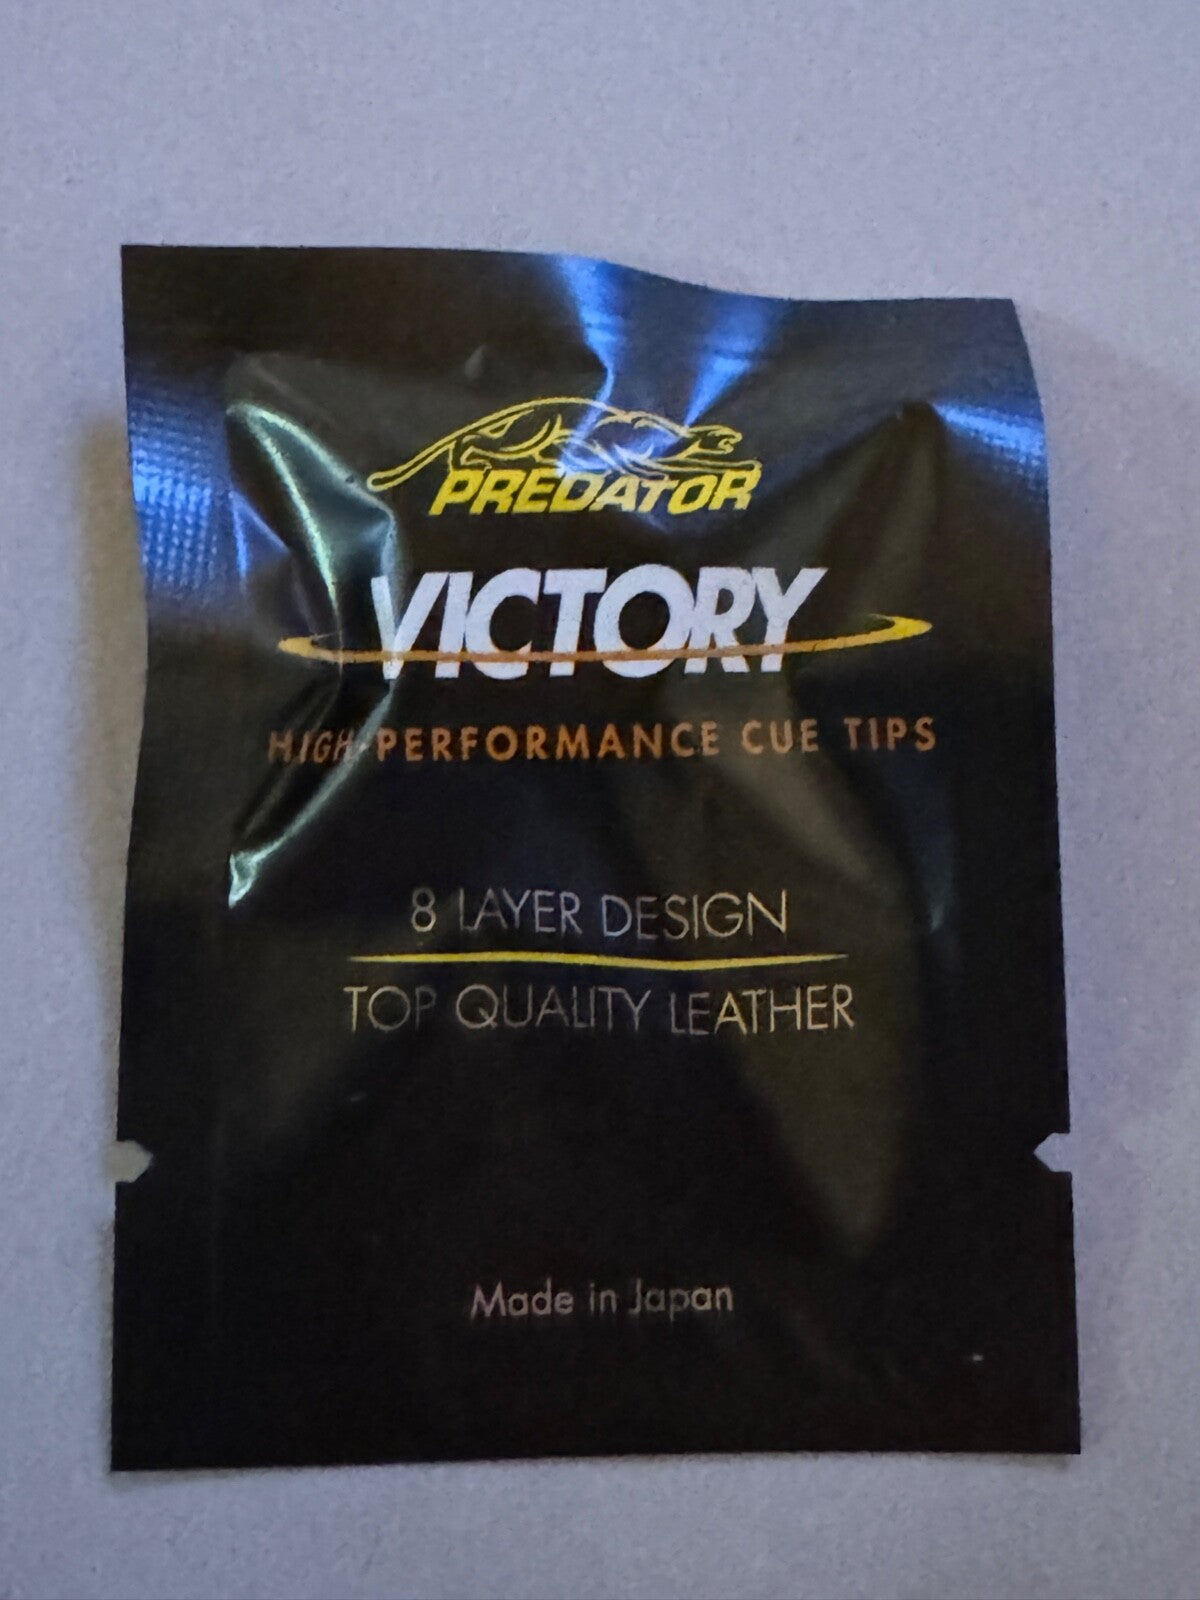 PREDATOR
VICTORY
HIGH PERFORMANCE CUE TIPS
8 LAYER DESIGN
TOP QUALITY LEATHER
Made in Japan